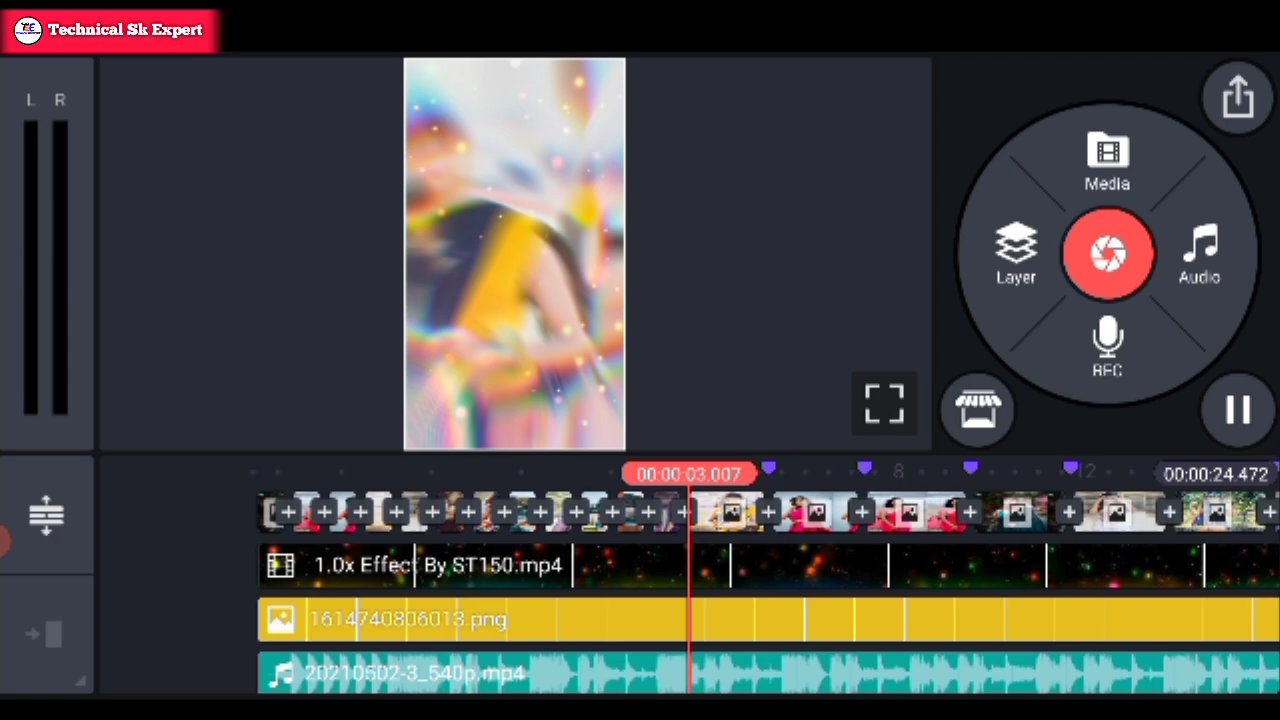 Technical Sk Expert
L R
Media
Layer
Audio
REC
00:00:03.007
8
12
00:00:24.472
1.0x Effect By ST150.mp4
1614740806013.png
20210502-3_540p.mp4